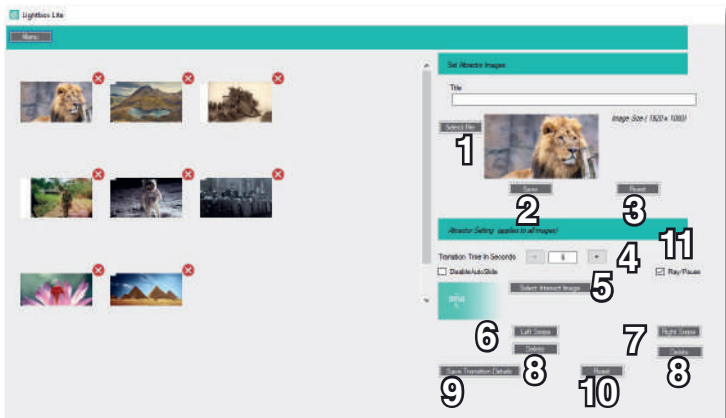 Lightbox Lite
Menu
Set Attractor Images
Title
Select File
Image Size ( 1920 x 1080)
1
Save
Reset
2
3
Attractor Setting (applies to all images)
11
Transition Time In Seconds
-
5
+
4
Disable AutoSlide
Play/Pause
Select Interact Image
5
6
Left Swipe
7
Right Swipe
Delete
Delete
8
8
Save Transition Details
Reset
9
10